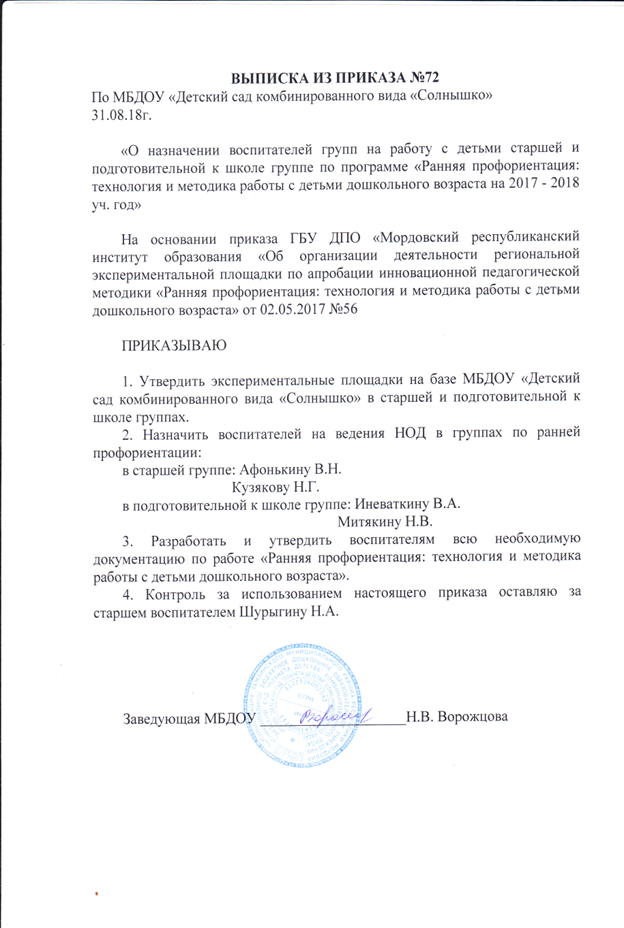 ВЫПИСКА ИЗ ПРИКАЗА №72
По МБДОУ «Детский сад комбинированного вида «Солнышко»
31.08.18г.
«О назначении воспитателей групп на работу с детьми старшей и
подготовительной к школе группе по программе «Ранняя профориентация:
технология и методика работы с детьми дошкольного возраста на 2017 - 2018
уч. год»
На основании приказа ГБУ ДПО «Мордовский республиканский
институт образования «Об организации деятельности региональной
экспериментальной площадки по апробации инновационной педагогической
методики «Ранняя профориентация: технология и методика работы с детьми
дошкольного возраста» от 02.05.2017 №56
ПРИКАЗЫВАЮ
1. Утвердить экспериментальные площадки на базе МБДОУ «Детский
сад комбинированного вида «Солнышко» в старшей и подготовительной к
школе группах.
2. Назначить воспитателей на ведения НОД в группах по ранней
профориентации:
в старшей группе: Афонькину В.Н.
Кузякову Н.Г.
в подготовительной к школе группе: Иневаткину В.А.
Митякину Н.В.
3. Разработать и утвердить воспитателям всю необходимую
документацию по работе «Ранняя профориентация: технология и методика
работы с детьми дошкольного возраста».
4. Контроль за использованием настоящего приказа оставляю за
старшем воспитателем Шурыгину Н.А.
Заведующая МБДОУ ____________________Н.В. Ворожцова